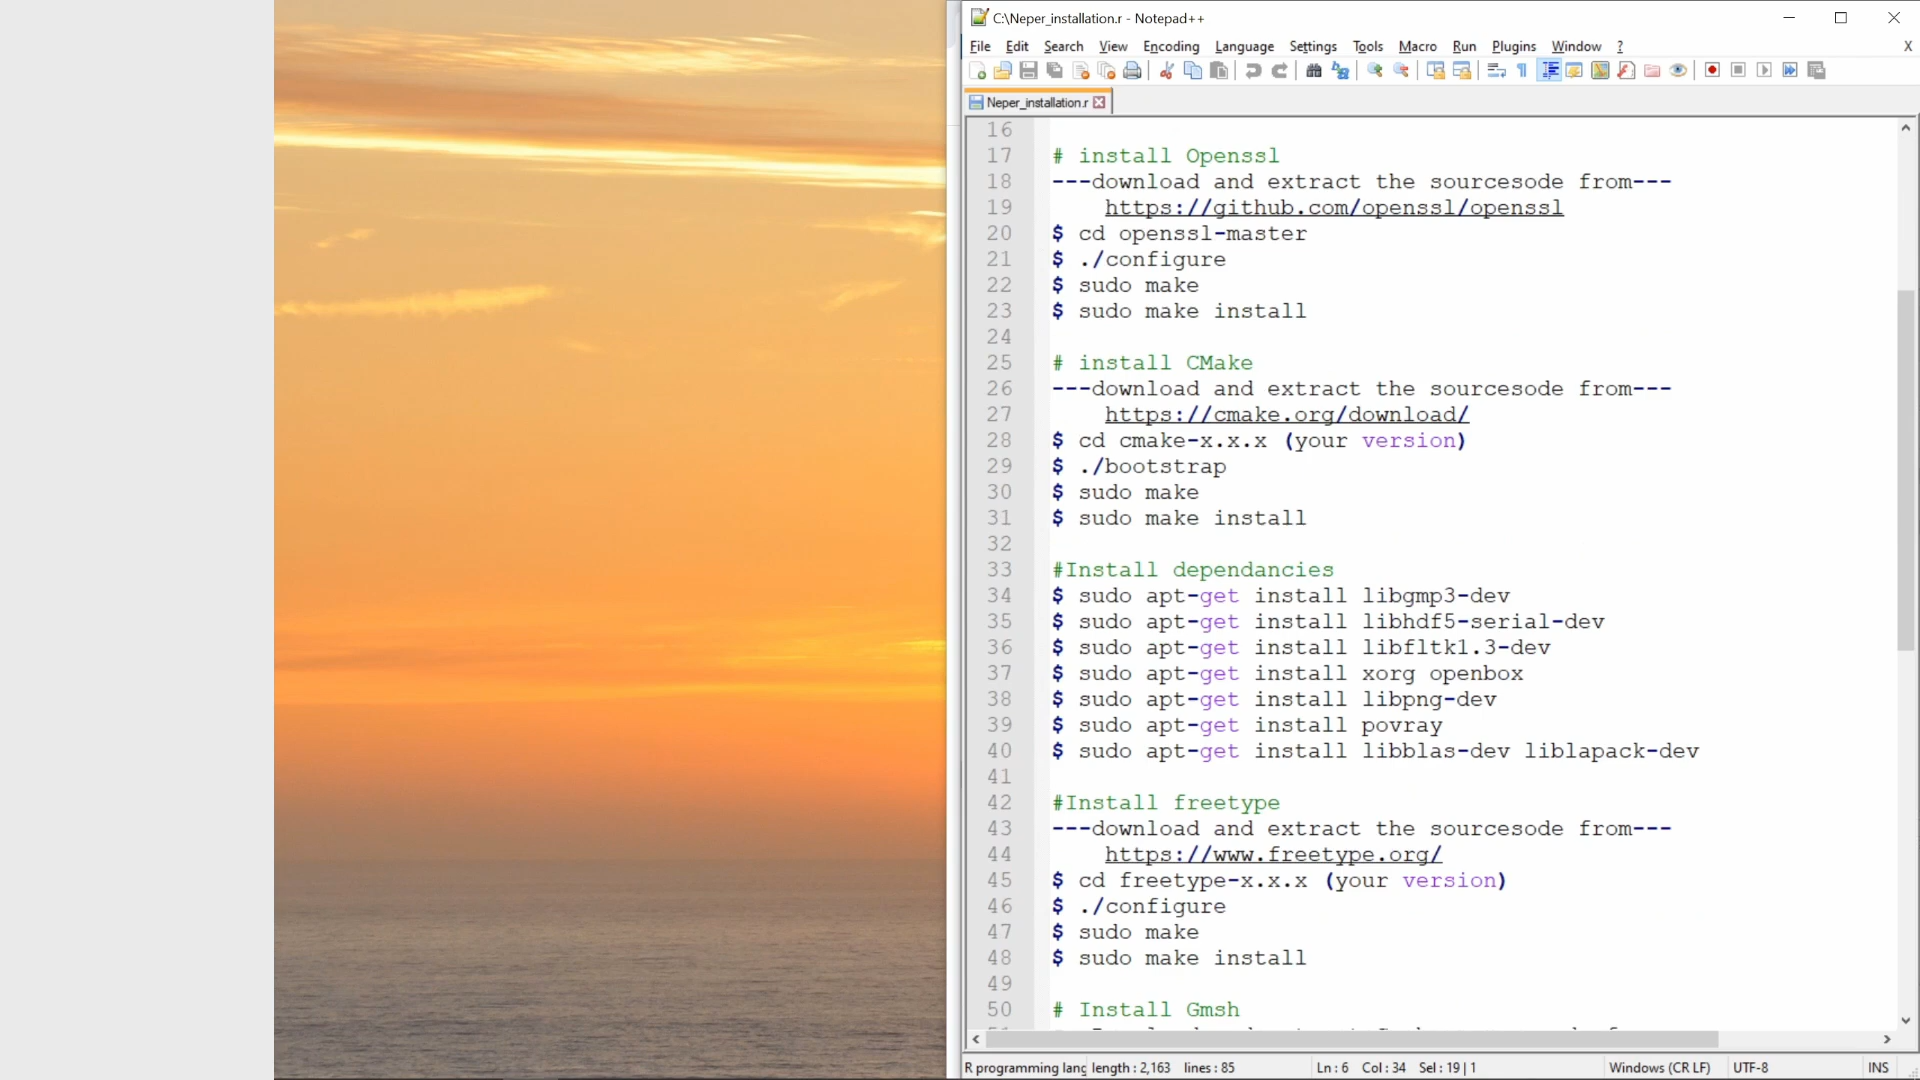 C:\Neper_installation.r - Notepad++
File Edit Search View Encoding Language Settings Tools Macro Run Plugins Window ? X
Neper_installation.r
16
17 # install Openssl
18 ---download and extract the sourcesode from---
19 https://github.com/openssl/openssl
20 $ cd openssl-master
21 $ ./configure
22 $ sudo make
23 $ sudo make install
24
25 # install CMake
26 ---download and extract the sourcesode from---
27 https://cmake.org/download/
28 $ cd cmake-x.x.x (your version)
29 $ ./bootstrap
30 $ sudo make
31 $ sudo make install
32
33 #Install dependancies
34 $ sudo apt-get install libgmp3-dev
35 $ sudo apt-get install libhdf5-serial-dev
36 $ sudo apt-get install libfltk1.3-dev
37 $ sudo apt-get install xorg openbox
38 $ sudo apt-get install libpng-dev
39 $ sudo apt-get install povray
40 $ sudo apt-get install libblas-dev liblapack-dev
41
42 #Install freetype
43 ---download and extract the sourcesode from---
44 https://www.freetype.org/
45 $ cd freetype-x.x.x (your version)
46 $ ./configure
47 $ sudo make
48 $ sudo make install
49
50 # Install Gmsh
R programming lang length : 2,163 lines : 85 Ln : 6 Col : 34 Sel : 19 | 1 Windows (CR LF) UTF-8 INS